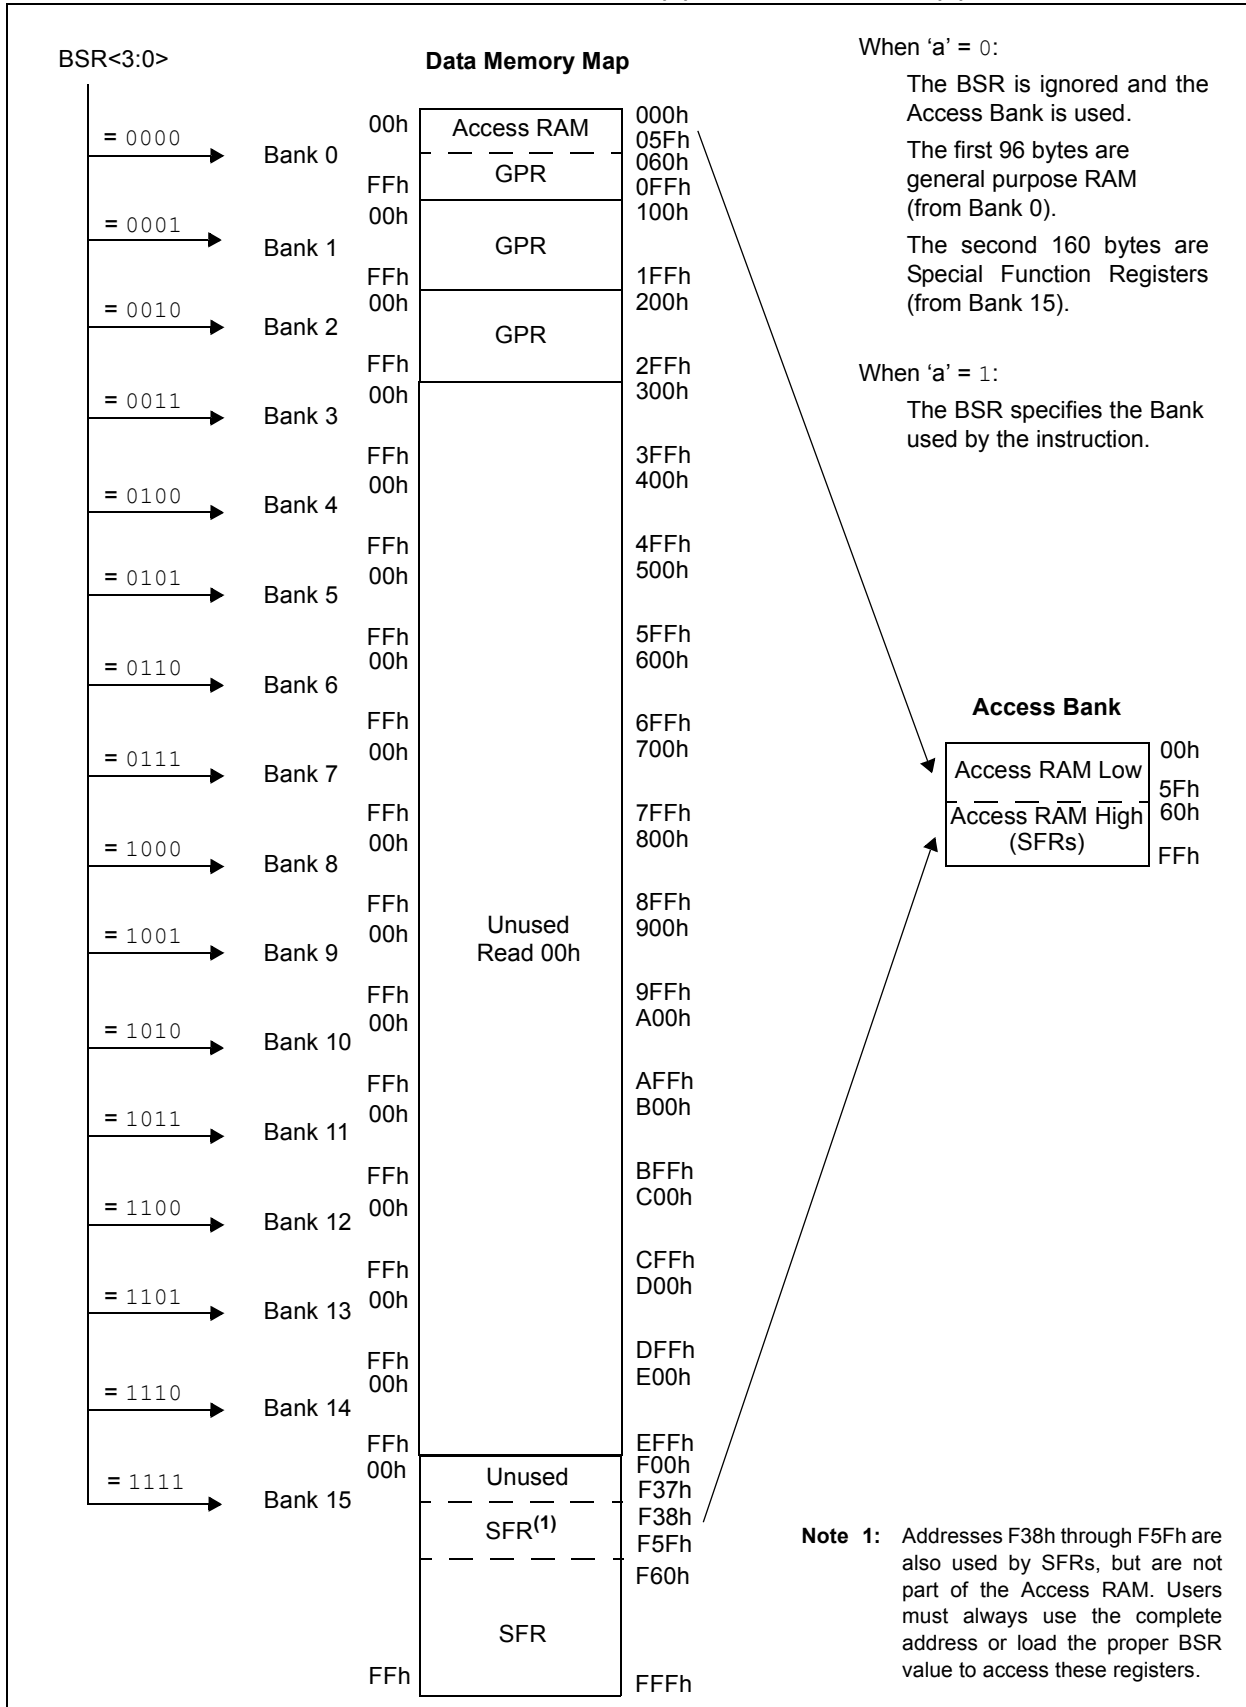 BSR<3:0>
Data Memory Map
When ‘a’ = 0:
The BSR is ignored and the
Access Bank is used.
The first 96 bytes are
general purpose RAM
(from Bank 0).
The second 160 bytes are
Special Function Registers
(from Bank 15).
When ‘a’ = 1:
The BSR specifies the Bank
used by the instruction.
= 0000
Bank 0
00h
Access RAM
000h
05Fh
060h
GPR
FFh
0FFh
= 0001
Bank 1
00h
100h
GPR
FFh
1FFh
= 0010
Bank 2
00h
200h
GPR
FFh
2FFh
= 0011
Bank 3
00h
300h
FFh
3FFh
= 0100
Bank 4
00h
400h
FFh
4FFh
= 0101
Bank 5
00h
500h
FFh
5FFh
= 0110
Bank 6
00h
600h
FFh
6FFh
= 0111
Bank 7
00h
700h
FFh
7FFh
= 1000
Bank 8
00h
800h
FFh
8FFh
= 1001
Bank 9
00h
900h
Unused
Read 00h
FFh
9FFh
= 1010
Bank 10
00h
A00h
FFh
AFFh
= 1011
Bank 11
00h
B00h
FFh
BFFh
= 1100
Bank 12
00h
C00h
FFh
CFFh
= 1101
Bank 13
00h
D00h
FFh
DFFh
= 1110
Bank 14
00h
E00h
FFh
EFFh
= 1111
Bank 15
00h
Unused
F00h
F37h
SFR(1)
F38h
F5Fh
F60h
SFR
FFh
FFFh
Access Bank
Access RAM Low
00h
5Fh
Access RAM High
(SFRs)
60h
FFh
Note 1: Addresses F38h through F5Fh are
also used by SFRs, but are not
part of the Access RAM. Users
must always use the complete
address or load the proper BSR
value to access these registers.